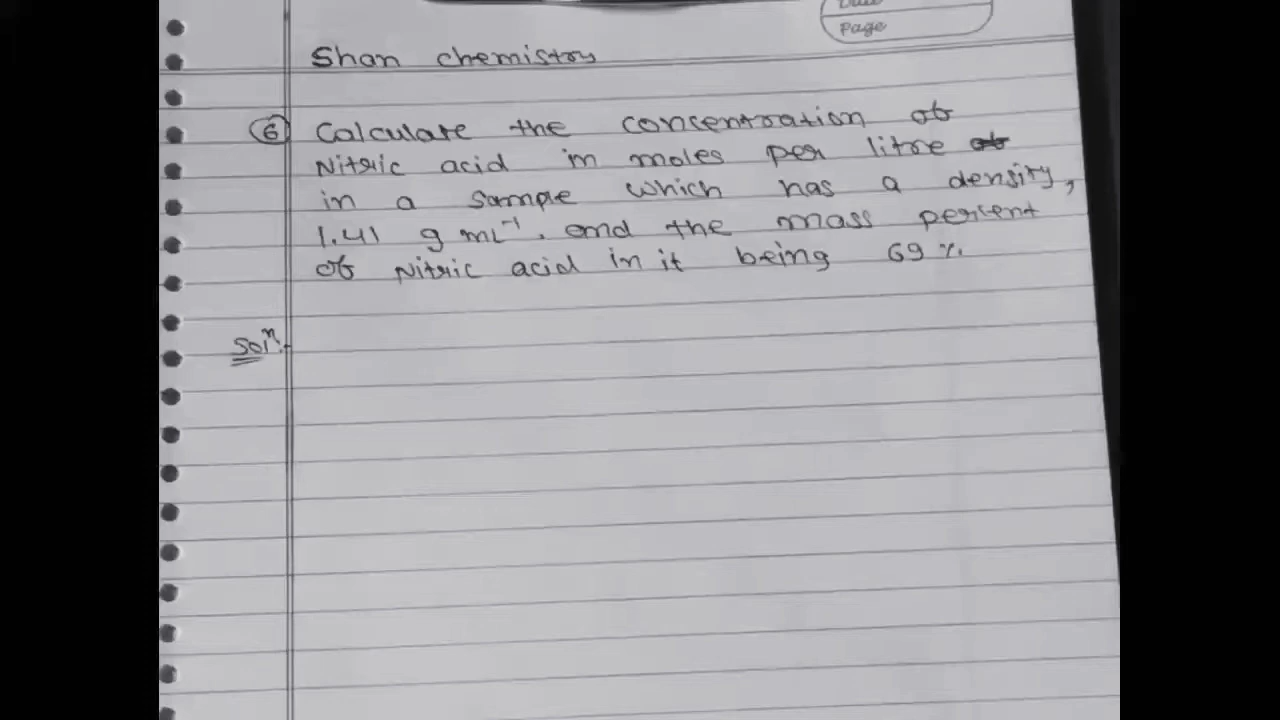 Page
Shan chemistry
6 Calculate the concentration of
Nitric acid in moles per litre
in a sample which has a density,
1.41 g mL⁻¹. and the mass percent
of Nitric acid in it being 69 %.
Solⁿ:-